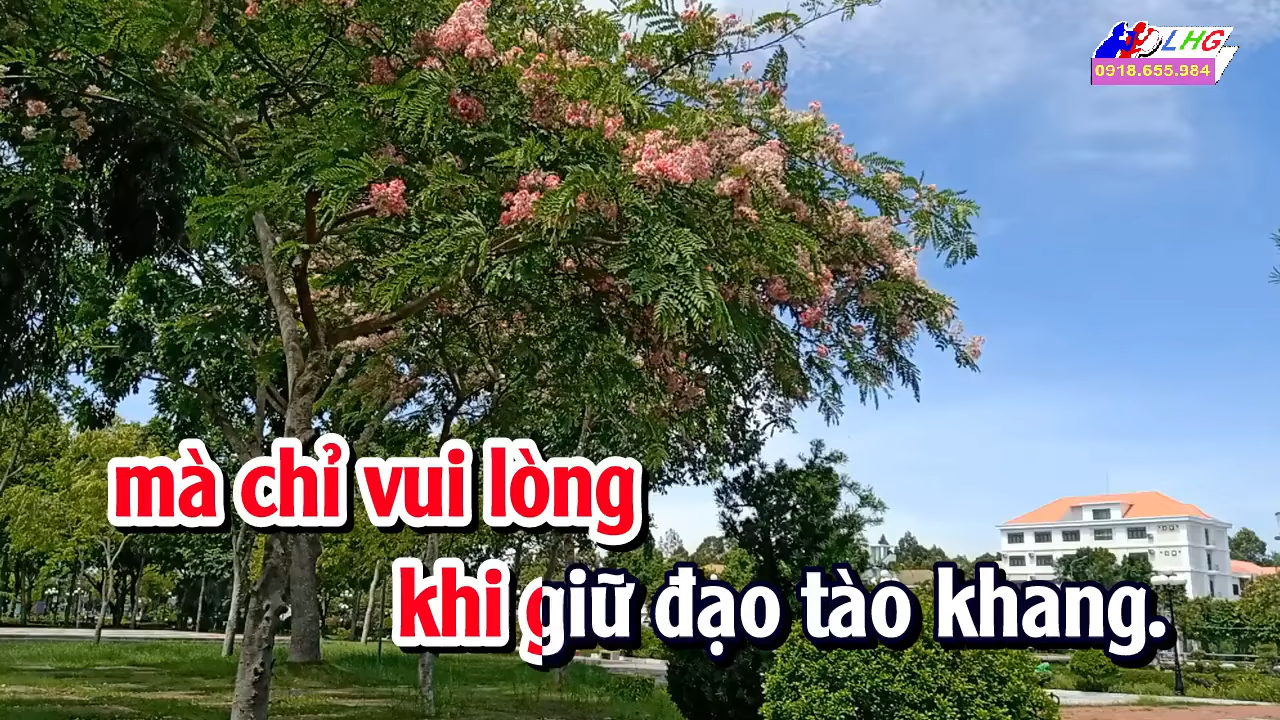 LHG
0918.655.984
mà chỉ vui lòng
khi giữ đạo tào khang.